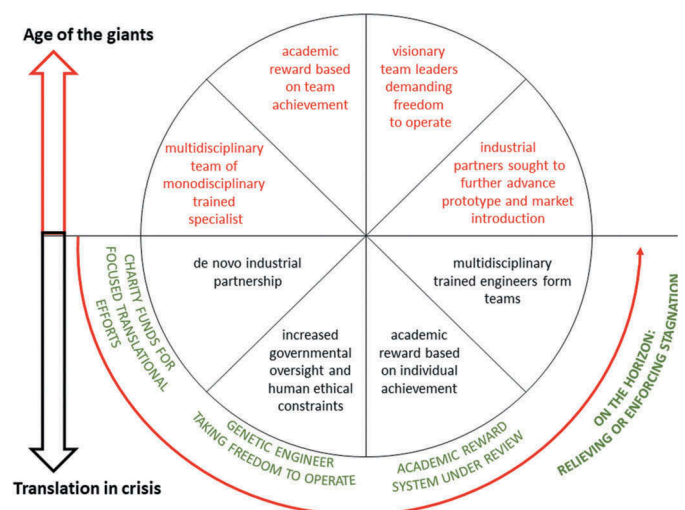 Age of the giants
academic
reward based
on team
achievement
visionary
team leaders
demanding
freedom
to operate
multidisciplinary
team of
monodisciplinary
trained
specialist
industrial
partners sought to
further advance
prototype and market
introduction
de novo industrial
partnership
multidisciplinary
trained engineers form
teams
increased
governmental
oversight and
human ethical
constraints
academic
reward based
on individual
achievement
CHARITY FUNDS FOR
FOCUSED TRANSLATIONAL
EFFORTS
GENETIC ENGINEER
TAKING FREEDOM TO OPERATE
ACADEMIC REWARD
SYSTEM UNDER REVIEW
ON THE HORIZON:
RELIEVING OR ENFORCING STAGNATION
Translation in crisis